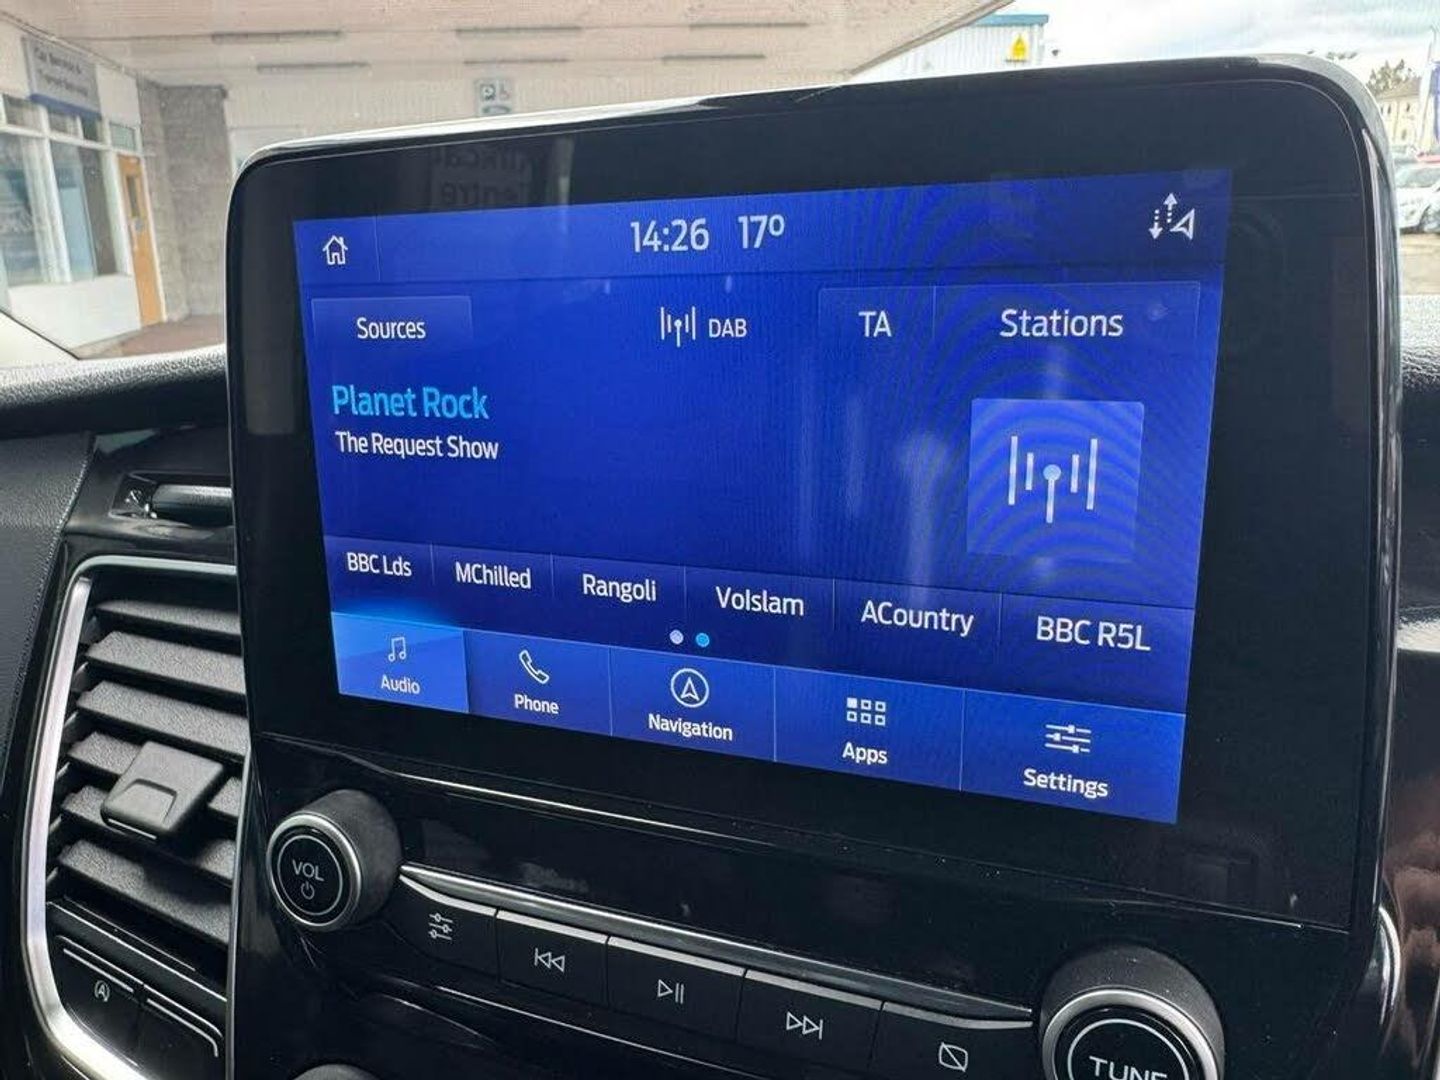 14:26 17°
Sources
DAB
TA
Stations
Planet Rock
The Request Show
BBC Lds
MChilled
Rangoli
VoIslam
ACountry
BBC R5L
Audio
Phone
Navigation
Apps
Settings
VOL
TUNE